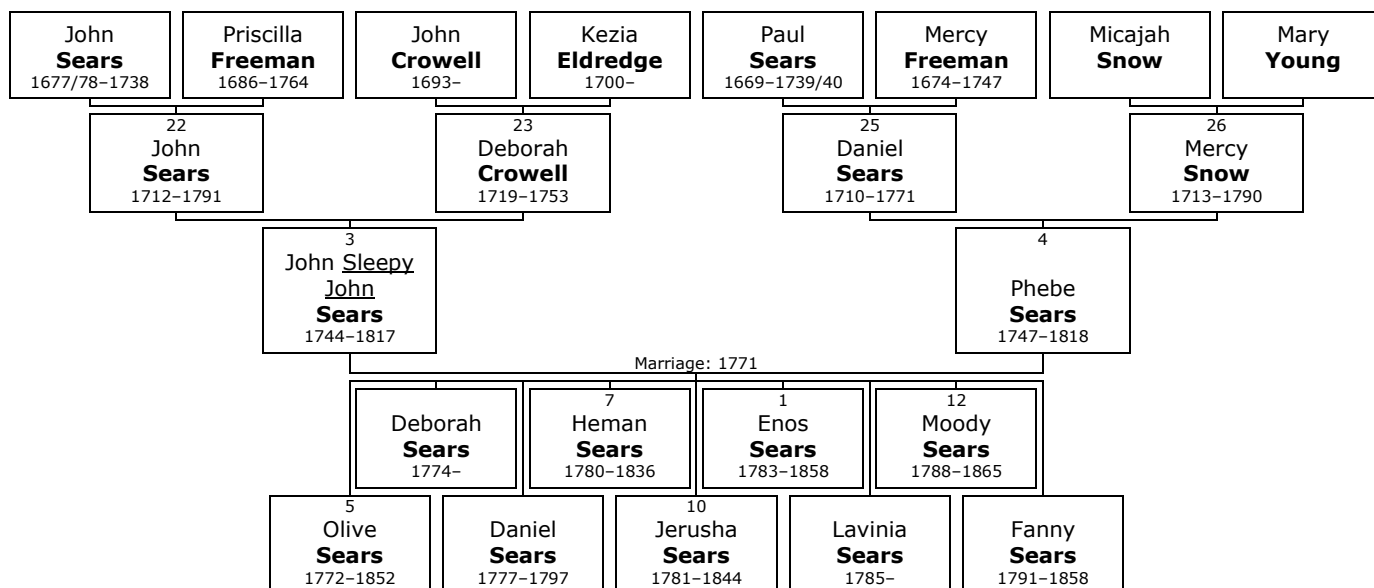 John
Sears
1677/78–1738
Priscilla
Freeman
1686–1764
John
Crowell
1693–
Kezia
Eldredge
1700–
Paul
Sears
1669–1739/40
Mercy
Freeman
1674–1747
Micajah
Snow
Mary
Young
22
John
Sears
1712–1791
23
Deborah
Crowell
1719–1753
25
Daniel
Sears
1710–1771
26
Mercy
Snow
1713–1790
3
John Sleepy
John
Sears
1744–1817
4
Phebe
Sears
1747–1818
Marriage: 1771
Deborah
Sears
1774–
7
Heman
Sears
1780–1836
1
Enos
Sears
1783–1858
12
Moody
Sears
1788–1865
5
Olive
Sears
1772–1852
Daniel
Sears
1777–1797
10
Jerusha
Sears
1781–1844
Lavinia
Sears
1785–
Fanny
Sears
1791–1858